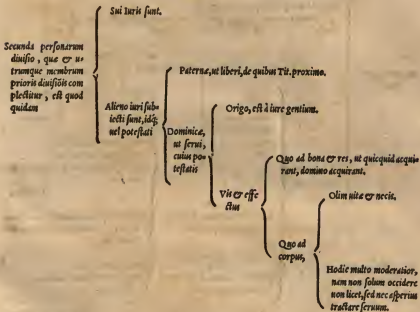 Sui Iuris sunt.
Secunda personarum
diuisio, quæ & u-
trumque membrum
prioris diuisiõis com
plectitur, est quod
quidam
Alieno iuri sub-
iecti sunt, idq;
uel potestati
Paternæ, ut liberi, de quibus Tit. proximo.
Dominicæ,
ut serui,
cuius po-
testatis
Origo, est à iure gentium.
Vis & effe
ctus
Quo ad bona & res, ut quicquid acqui-
rant, domino acquirant.
Quo ad
corpus,
Olim uitæ & necis.
Hodie multo moderatior,
nam non solum occidere
non licet, sed nec asperius
tractare seruum.